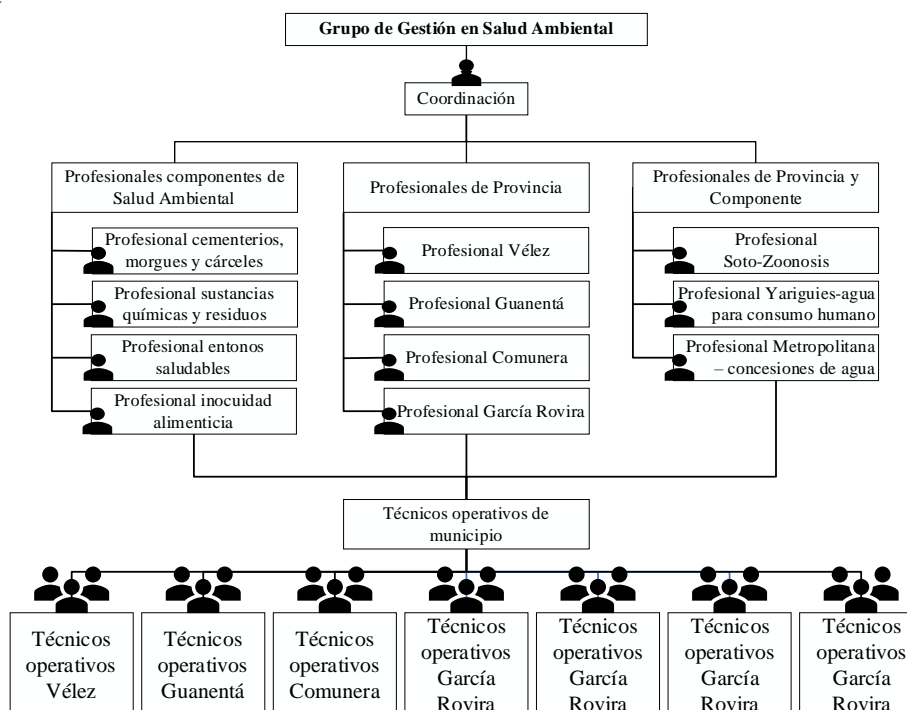 Grupo de Gestión en Salud Ambiental
Coordinación
Profesionales componentes de
Salud Ambiental
Profesional cementerios,
morgues y cárceles
Profesional sustancias
químicas y residuos
Profesional entonos
saludables
Profesional inocuidad
alimenticia
Profesionales de Provincia
Profesional Vélez
Profesional Guanentá
Profesional Comunera
Profesional García Rovira
Profesionales de Provincia y
Componente
Profesional
Soto-Zoonosis
Profesional Yariguies-agua
para consumo humano
Profesional Metropolitana
– concesiones de agua
Técnicos operativos de
municipio
Técnicos
operativos
Vélez
Técnicos
operativos
Guanentá
Técnicos
operativos
Comunera
Técnicos
operativos
García
Rovira
Técnicos
operativos
García
Rovira
Técnicos
operativos
García
Rovira
Técnicos
operativos
García
Rovira